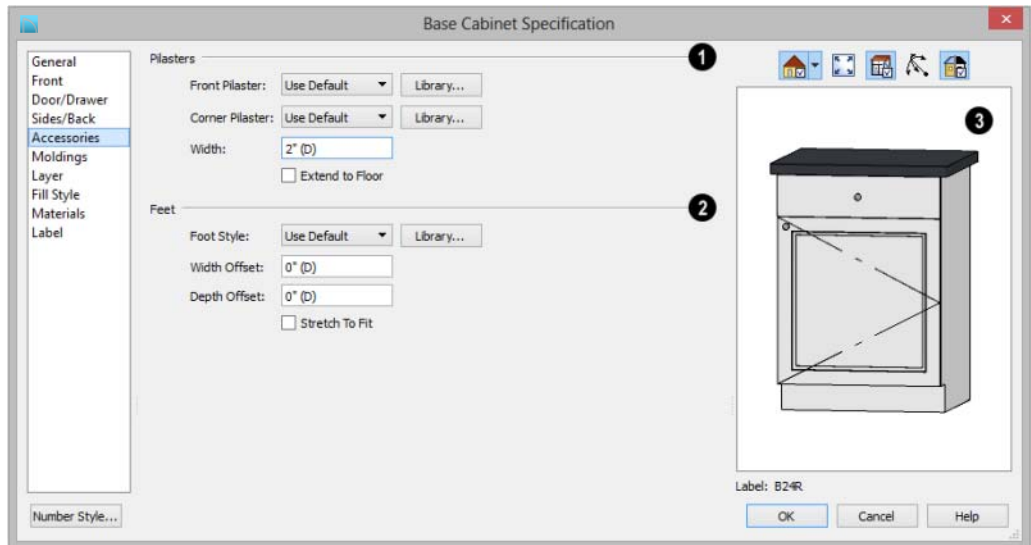 Base Cabinet Specification
General
Front
Door/Drawer
Sides/Back
Accessories
Moldings
Layer
Fill Style
Materials
Label
Number Style...
Pilasters
1
Front Pilaster: Use Default Library...
Corner Pilaster: Use Default Library...
Width: 2" (D)
Extend to Floor
Feet
2
Foot Style: Use Default Library...
Width Offset: 0" (D)
Depth Offset: 0" (D)
Stretch To Fit
3
Label: B24R
OK Cancel Help